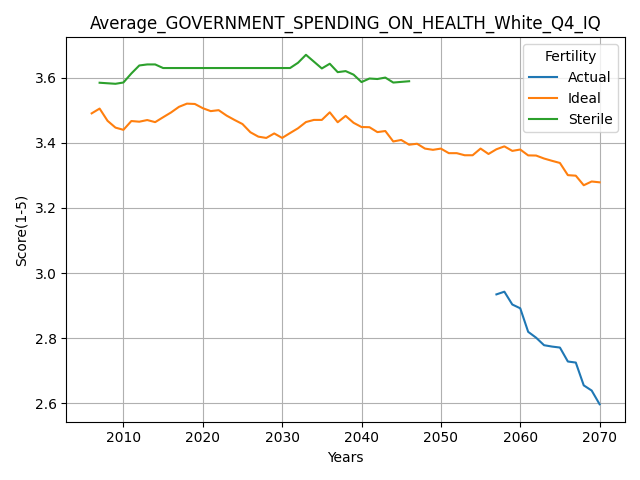 Average_GOVERNMENT_SPENDING_ON_HEALTH_White_Q4_IQ
Fertility
Actual
Ideal
Sterile
Score(1-5)
3.6
3.4
3.2
3.0
2.8
2.6
2010 2020 2030 2040 2050 2060 2070
Years